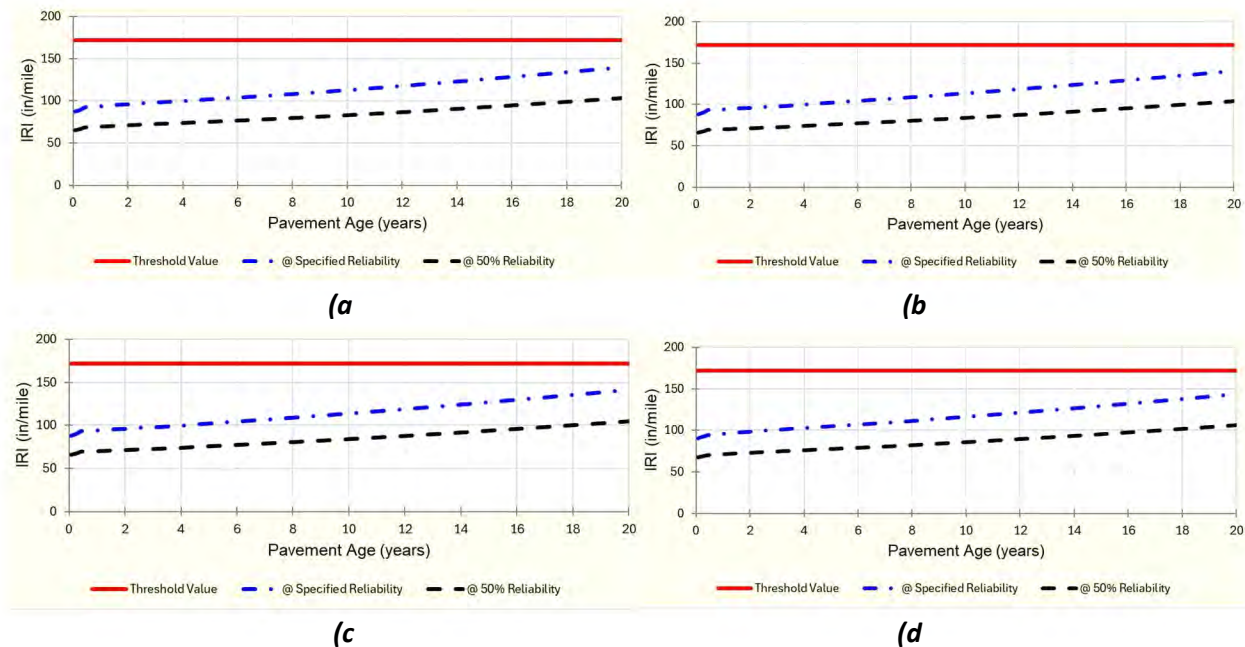 200
150
100
50
0
IRI (in/mile)
0 2 4 6 8 10 12 14 16 18 20
Pavement Age (years)
Threshold Value @ Specified Reliability @ 50% Reliability
(a
200
150
100
50
0
IRI (in/mile)
0 2 4 6 8 10 12 14 16 18 20
Pavement Age (years)
Threshold Value @ Specified Reliability @ 50% Reliability
(b
200
150
100
50
0
IRI (in/mile)
0 2 4 6 8 10 12 14 16 18 20
Pavement Age (years)
Threshold Value @ Specified Reliability @ 50% Reliability
(c
200
150
100
50
0
IRI (in/mile)
0 2 4 6 8 10 12 14 16 18 20
Pavement Age (years)
Threshold Value @ Specified Reliability @ 50% Reliability
(d